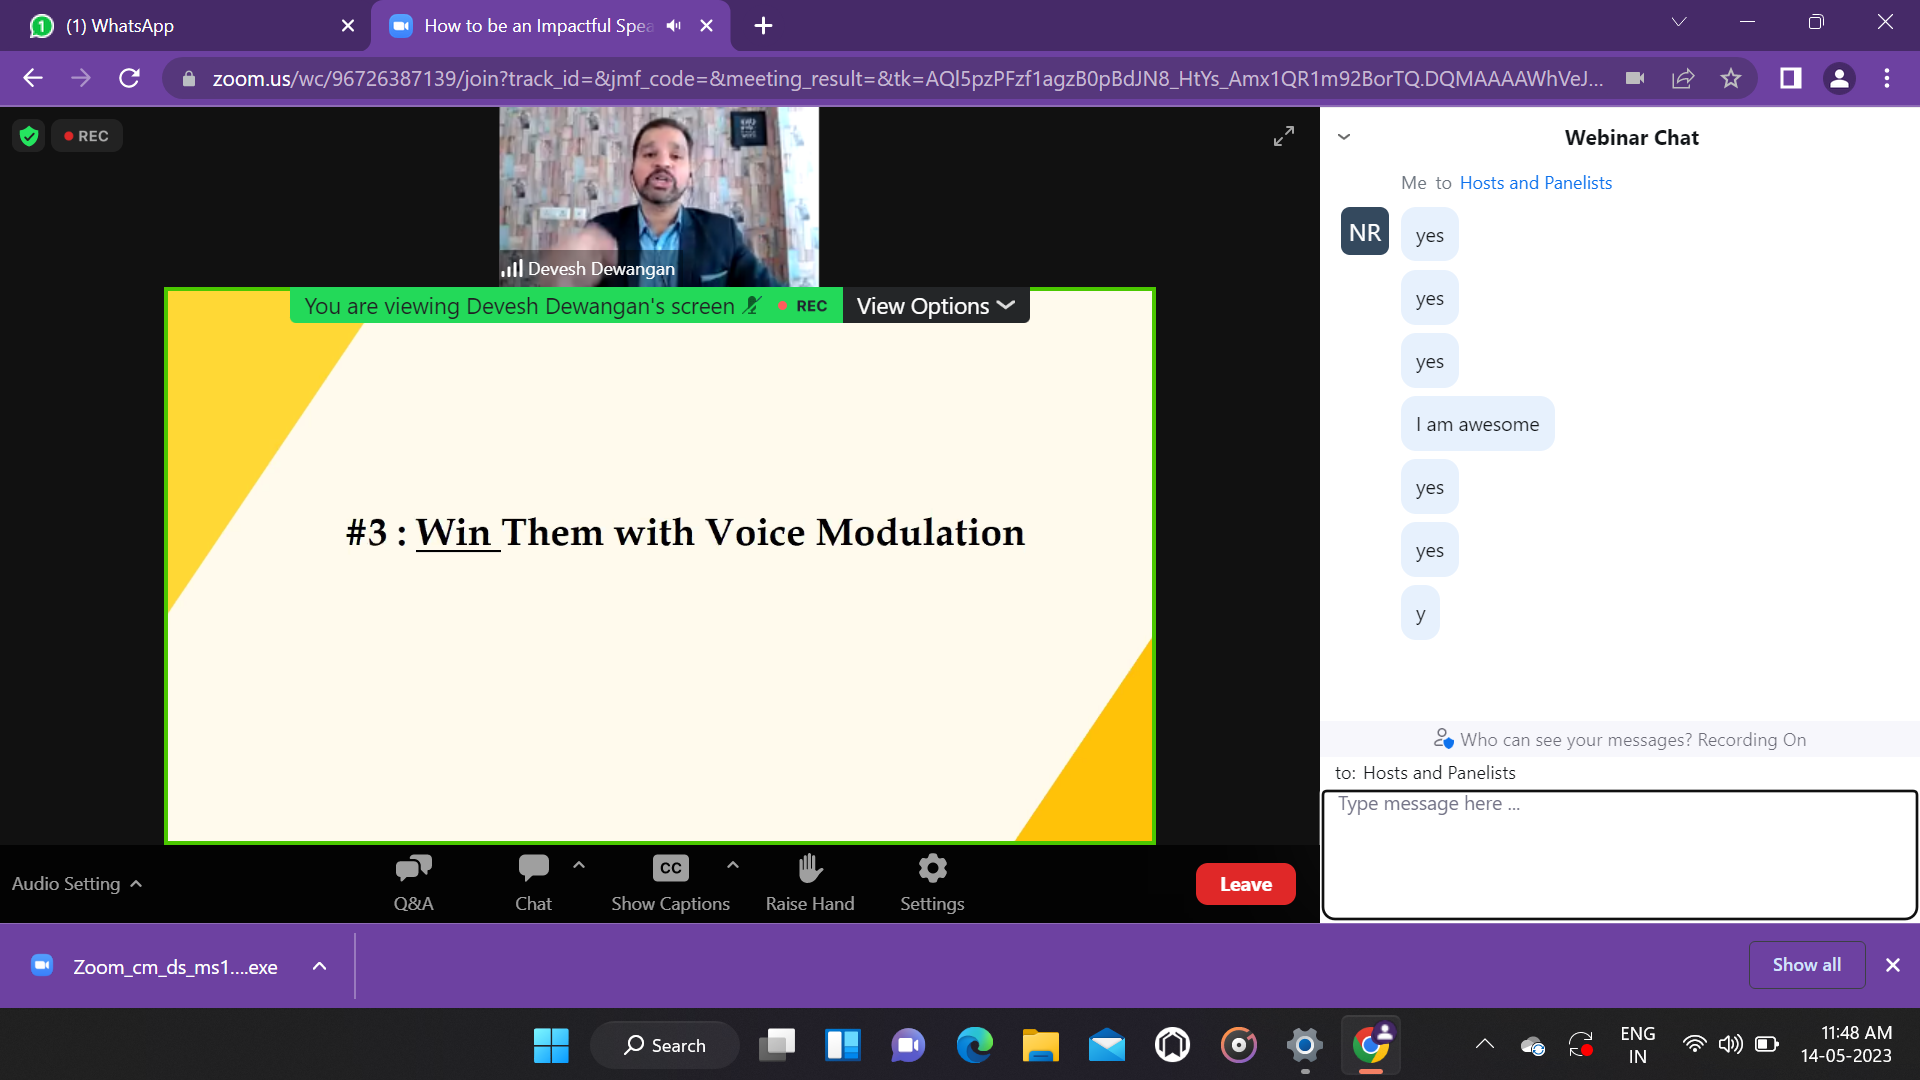 (1) WhatsApp
How to be an Impactful Spea
zoom.us/wc/96726387139/join?track_id=&jmf_code=&meeting_result=&tk=AQl5pzPFzf1agzB0pBdJN8_HtYs_Amx1QR1m92BorTQ.DQMAAAAWhVeJ...
REC
Devesh Dewangan
You are viewing Devesh Dewangan's screen REC View Options
#3 : Win Them with Voice Modulation
Audio Setting
Q&A
Chat
CC
Show Captions
Raise Hand
Settings
Leave
Webinar Chat
Me to Hosts and Panelists
NR
yes
yes
yes
I am awesome
yes
yes
y
Who can see your messages? Recording On
to: Hosts and Panelists
Type message here ...
Zoom_cm_ds_ms1....exe
Show all
Search
ENG
IN
11:48 AM
14-05-2023